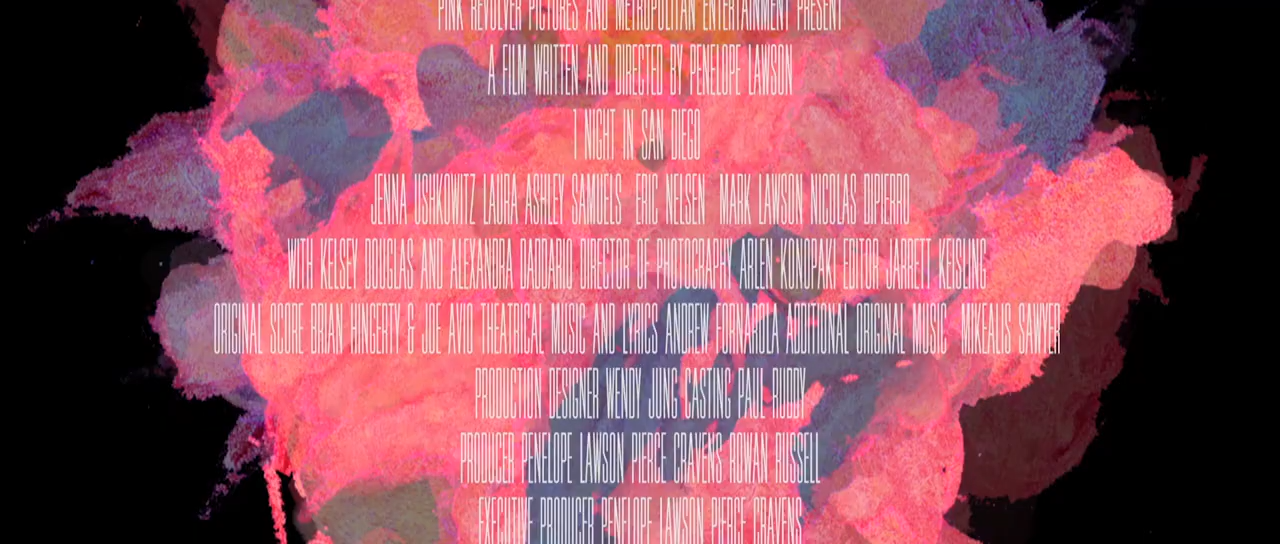 PINK REVOLVER PICTURES AND METROPOLITAN ENTERTAINMENT PRESENT
A FILM WRITTEN AND DIRECTED BY PENELOPE LAWSON
1 NIGHT IN SAN DIEGO
JENNA USHKOWITZ LAURA ASHLEY SAMUELS ERIC NELSEN MARK LAWSON NICOLAS DIPIERRO
WITH KELSEY DOUGLAS AND ALEXANDRA DADDARIO DIRECTOR OF PHOTOGRAPHY ARLEN KONOPAKI EDITOR JARRETT KEISLING
ORIGINAL SCORE BRIAN HINGERTY & JOE AVIO THEATRICAL MUSIC AND LYRICS ANDREW FORNAROLA ADDITIONAL ORIGINAL MUSIC MIKEALIS SAWYER
PRODUCTION DESIGNER WENDY JUNG CASTING PAUL RUDDY
PRODUCER PENELOPE LAWSON PIERCE CRAVENS ROWAN RUSSELL
EXECUTIVE PRODUCER PENELOPE LAWSON PIERCE CRAVENS